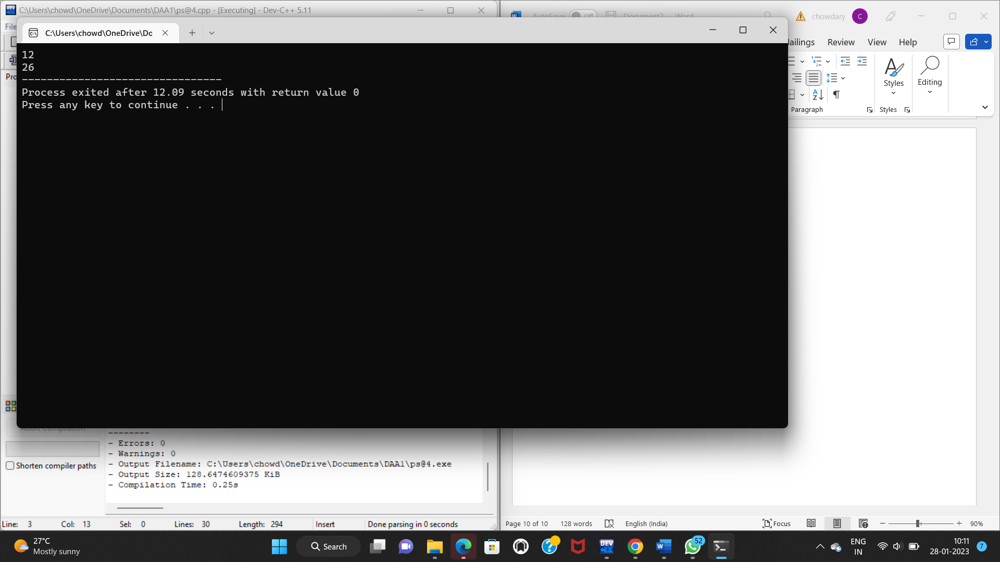 C:\Users\chowd\OneDrive\Documents\DAA1\ps@4.cpp - [Executing] - Dev-C++ 5.11
File
C:\Users\chowd\OneDrive\Do
12
26
--------------------------------
Process exited after 12.09 seconds with return value 0
Press any key to continue . . .
AutoSave Off Document2 - Word
chowdary C
Mailings Review View Help
Styles Editing
Paragraph Styles
Abort Compilation
Shorten compiler paths
--------
- Errors: 0
- Warnings: 0
- Output Filename: C:\Users\chowd\OneDrive\Documents\DAA1\ps@4.exe
- Output Size: 128.6474609375 KiB
- Compilation Time: 0.25s
Line: 3 Col: 13 Sel: 0 Lines: 30 Length: 294 Insert Done parsing in 0 seconds
Page 10 of 10 128 words English (India) Focus 90%
27°C
Mostly sunny
Search
DEV
C++
52
ENG
IN
10:11
28-01-2023
7